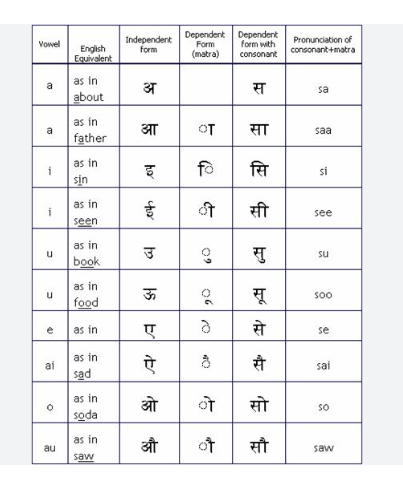 Vowel English Equivalent Independent form Dependent Form (matra) Dependent form with consonant Pronunciation of consonant+matra
a as in about अ स sa
a as in father आ ा सा saa
i as in sin इ ि सि si
i as in seen ई ी सी see
u as in book उ ु सु su
u as in food ऊ ू सू soo
e as in ए े से se
ai as in sad ऐ ै सै sai
o as in soda ओ ो सो so
au as in saw औ ौ सौ saw